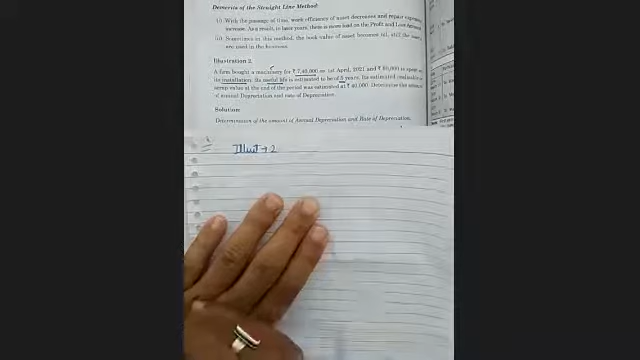 Demerits of the Straight Line Method:
(i) With the passage of time, work efficiency of asset decreases and repair expenses
increase. As a result, in later years, there is more load on the Profit and Loss Account
(ii) Sometimes in this method, the book value of asset becomes nil, still the assets
are used in the business.
Illustration 2.
A firm bought a machinery for ₹ 7,40,000 on 1st April, 2021 and ₹ 60,000 is spent on
its installation. Its useful life is estimated to be of 5 years. Its estimated realisable or
scrap value at the end of the period was estimated at ₹ 40,000. Determine the amount
of annual Depreciation and rate of Depreciation.
Solution:
Determination of the amount of Annual Depreciation and Rate of Depreciation.
Illust → 2